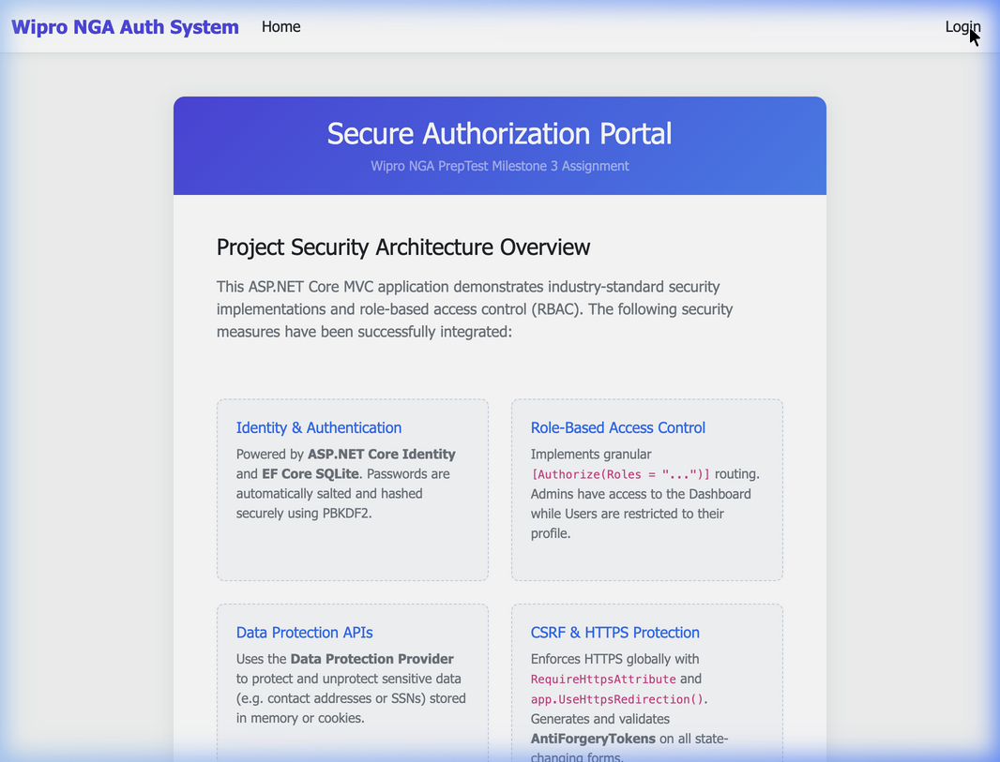 Wipro NGA Auth System Home Login
Secure Authorization Portal
Wipro NGA PrepTest Milestone 3 Assignment
Project Security Architecture Overview
This ASP.NET Core MVC application demonstrates industry-standard security
implementations and role-based access control (RBAC). The following security
measures have been successfully integrated:
Identity & Authentication
Powered by ASP.NET Core Identity
and EF Core SQLite. Passwords are
automatically salted and hashed
securely using PBKDF2.
Role-Based Access Control
Implements granular
[Authorize(Roles = "...")] routing.
Admins have access to the Dashboard
while Users are restricted to their
profile.
Data Protection APIs
Uses the Data Protection Provider
to protect and unprotect sensitive data
(e.g. contact addresses or SSNs) stored
in memory or cookies.
CSRF & HTTPS Protection
Enforces HTTPS globally with
RequireHttpsAttribute and
app.UseHttpsRedirection().
Generates and validates
AntiForgeryTokens on all state-
changing forms.